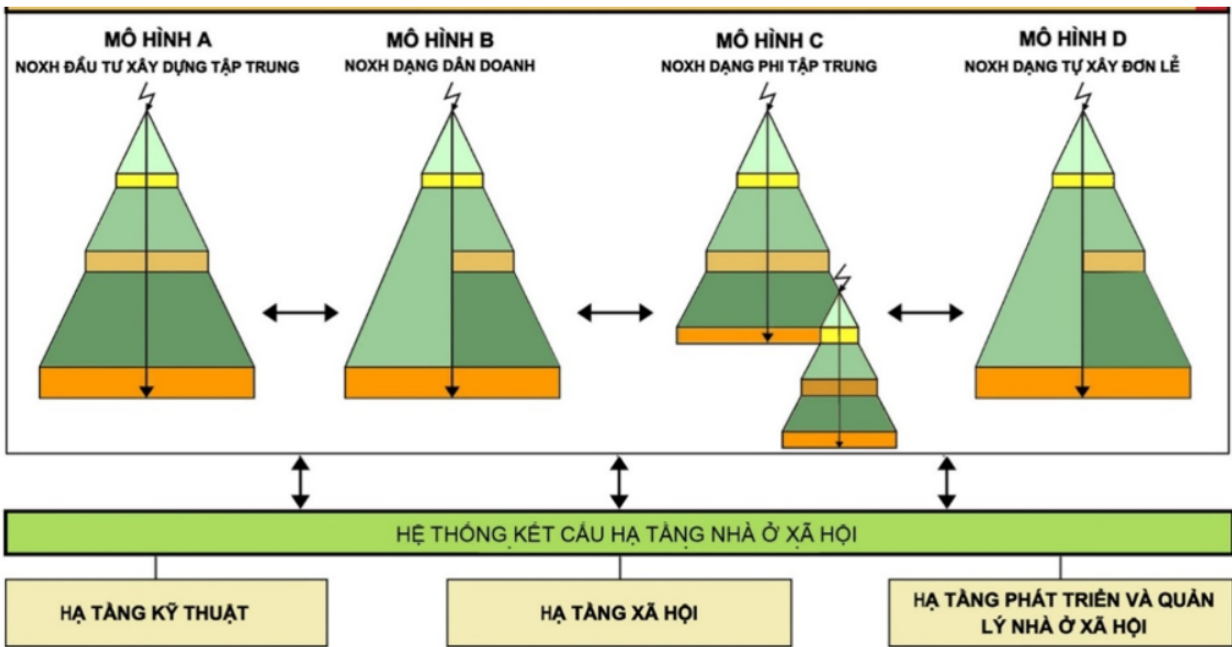 MÔ HÌNH A
NOXH ĐẦU TƯ XÂY DỰNG TẬP TRUNG
MÔ HÌNH B
NOXH DẠNG DÂN DOANH
MÔ HÌNH C
NOXH DẠNG PHI TẬP TRUNG
MÔ HÌNH D
NOXH DẠNG TỰ XÂY ĐƠN LẺ
HỆ THỐNG KẾT CẤU HẠ TẦNG NHÀ Ở XÃ HỘI
HẠ TẦNG KỸ THUẬT
HẠ TẦNG XÃ HỘI
HẠ TẦNG PHÁT TRIỂN VÀ QUẢN
LÝ NHÀ Ở XÃ HỘI